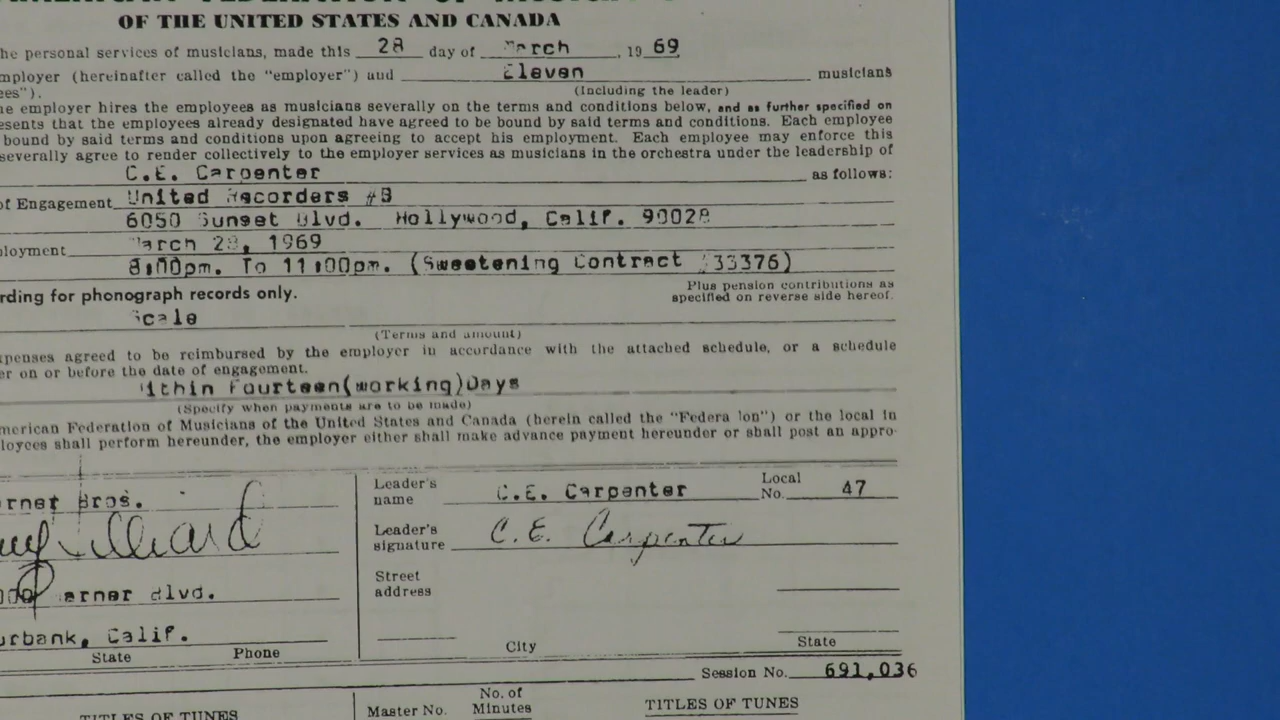 OF THE UNITED STATES AND CANADA
he personal services of musicians, made this 28 day of March, 19 69
mployer (hereinafter called the "employer") and Eleven musicians
ees").
(Including the leader)
he employer hires the employees as musicians severally on the terms and conditions below, and as further specified on
esents that the employees already designated have agreed to be bound by said terms and conditions. Each employee
bound by said terms and conditions upon agreeing to accept his employment. Each employee may enforce this
severally agree to render collectively to the employer services as musicians in the orchestra under the leadership of
C.E. Carpenter as follows:
of Engagement United Recorders #B
6050 Sunset Blvd. Hollywood, Calif. 90028
loyment March 28, 1969
8:00pm. To 11:00pm. (Sweetening Contract 33376)
rding for phonograph records only.
Plus pension contributions as
specified on reverse side hereof.
Scale
(Terms and amount)
xpenses agreed to be reimbursed by the employer in accordance with the attached schedule, or a schedule
er on or before the date of engagement.
ithin Fourteen(working)Days
(Specify when payments are to be made)
merican Federation of Musicians of the United States and Canada (herein called the "Federa ion") or the local in
loyees shall perform hereunder, the employer either shall make advance payment hereunder or shall post an appro-
rner Bros.
Leader's name C.E. Carpenter Local No. 47
Leader's signature C. E. Carpenter
Street address
arner Blvd.
urbank, Calif.
State Phone
City State
Session No. 691,036
TITLES OF TUNES Master No. No. of Minutes TITLES OF TUNES